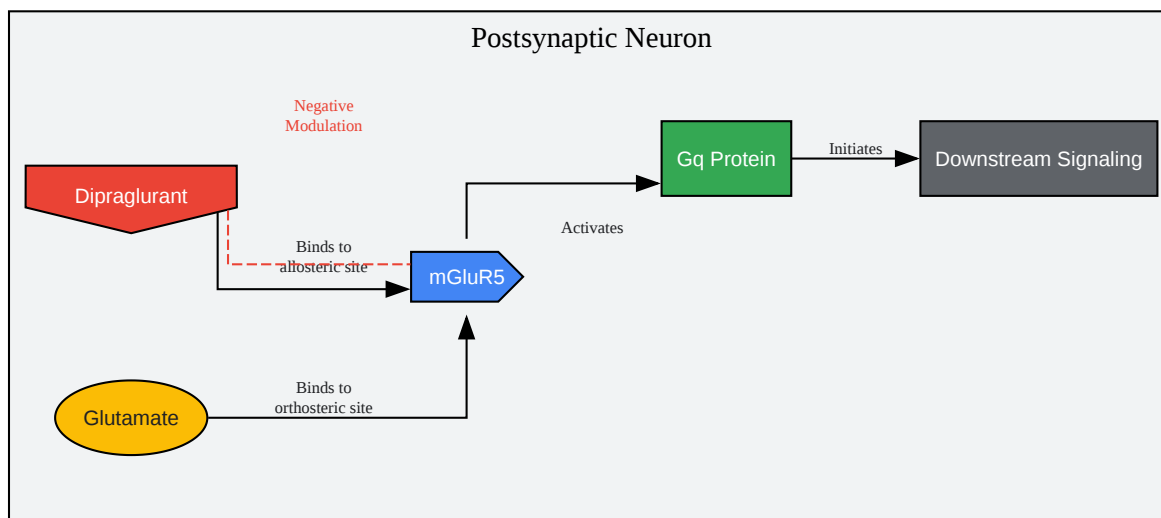 Postsynaptic Neuron
Negative
Modulation
Dipraglurant
Gq Protein
Initiates
Downstream Signaling
Activates
Binds to
allosteric site
mGluR5
Binds to
orthosteric site
Glutamate